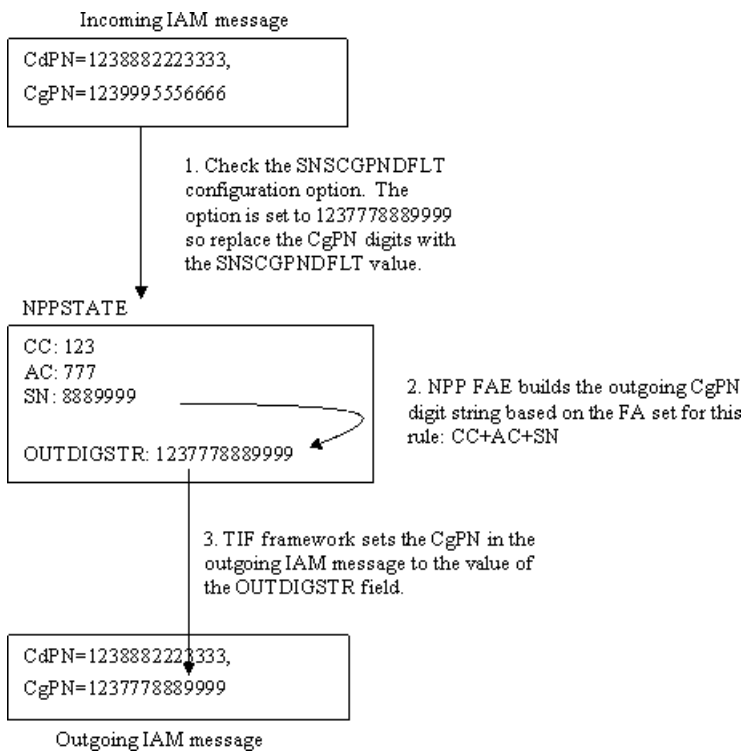 Incoming IAM message
CdPN=1238882223333,
CgPN=1239995556666
1. Check the SNSCGPNDFLT
configuration option. The
option is set to 1237778889999
so replace the CgPN digits with
the SNSCGPNDFLT value.
NPPSTATE
CC: 123
AC: 777
SN: 8889999
OUTDIGSTR: 1237778889999
2. NPP FAE builds the outgoing CgPN
digit string based on the FA set for this
rule: CC+AC+SN
3. TIF framework sets the CgPN in the
outgoing IAM message to the value of
the OUTDIGSTR field.
CdPN=1238882223333,
CgPN=1237778889999
Outgoing IAM message